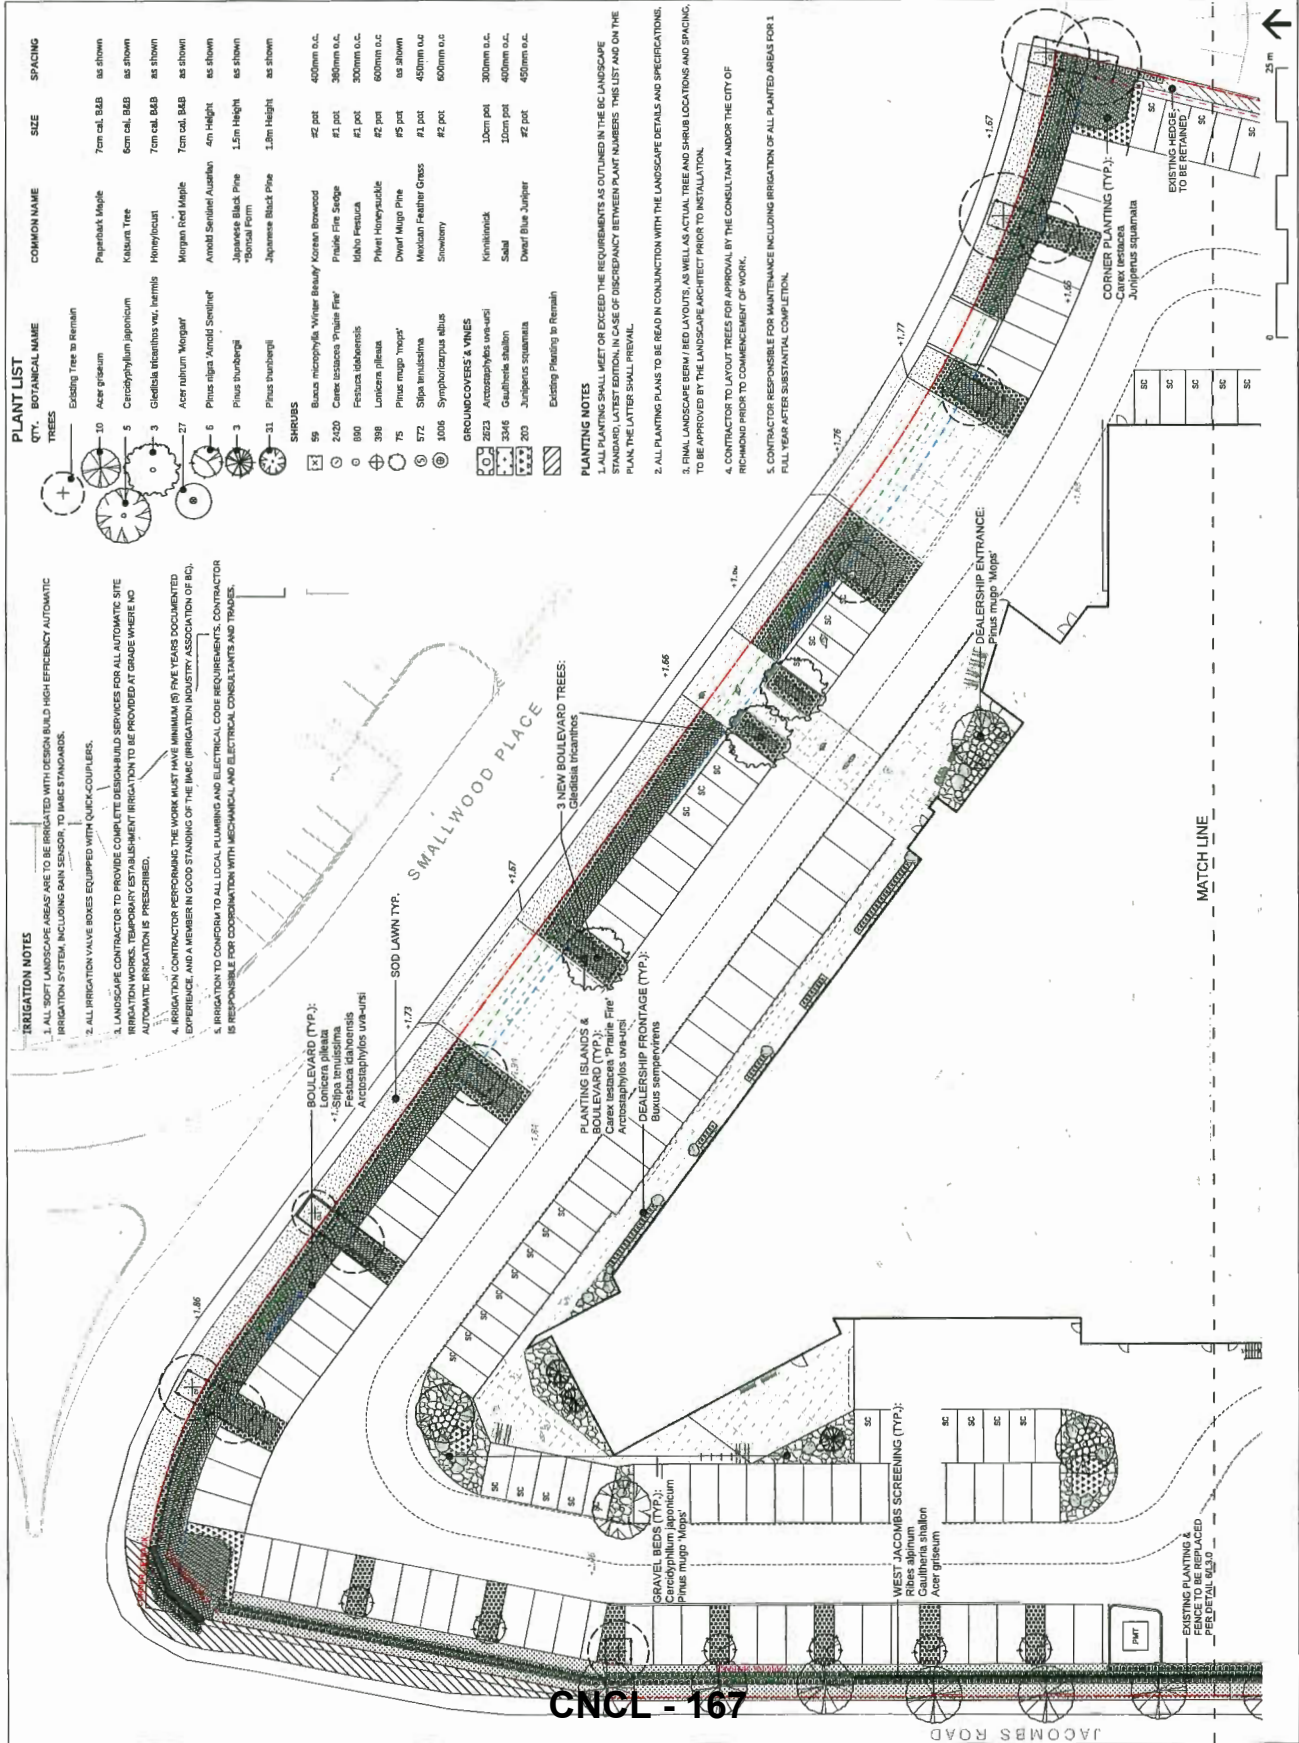 PLANT LIST
QTY. BOTANICAL NAME COMMON NAME SIZE SPACING
TREES
Existing Tree to Remain
10 Acer griseum Paperbark Maple 7cm cal, B&B as shown
5 Cercidyphyllum japonicum Katsura Tree 6cm cal, B&B as shown
3 Gleditsia tricanthos var. inermis Honeylocust 7cm cal, B&B as shown
27 Acer rubrum 'Morgan' Morgan Red Maple 7cm cal, B&B as shown
6 Pinus nigra 'Arnold Sentinel' Arnold Sentinel Austrian 4m Height as shown
3 Pinus thunbergii Japanese Black Pine 1.5m Height as shown
*Bonsai Form
31 Pinus thunbergii Japanese Black Pine 1.8m Height as shown
SHRUBS
59 Buxus microphylla 'Winter Beauty' Korean Boxwood #2 pot 400mm o.c.
2420 Carex testacea 'Prairie Fire' Prairie Fire Sedge #1 pot 380mm o.c.
890 Festuca idahoensis Idaho Festuca #1 pot 300mm o.c.
398 Lonicera pileata Privet Honeysuckle #2 pot 600mm o.c
75 Pinus mugo 'mops' Dwarf Mugo Pine #5 pot as shown
572 Stipa tenuissima Mexican Feather Grass #1 pot 450mm o.c
1006 Symphoricarpus albus Snowberry #2 pot 600mm o.c
GROUNDCOVERS & VINES
2623 Arctostaphylos uva-ursi Kinnikinnick 10cm pot 300mm o.c.
3346 Gaultheria shallon Salal 10cm pot 400mm o.c.
203 Juniperus squamata Dwarf Blue Juniper #2 pot 450mm o.c.
Existing Planting to Remain
PLANTING NOTES
1. ALL PLANTING SHALL MEET OR EXCEED THE REQUIREMENTS AS OUTLINED IN THE BC LANDSCAPE
STANDARD, LATEST EDITION. IN CASE OF DISCREPANCY BETWEEN PLANT NUMBERS THIS LIST AND ON THE
PLAN, THE LATTER SHALL PREVAIL.
2. ALL PLANTING PLANS TO BE READ IN CONJUNCTION WITH THE LANDSCAPE DETAILS AND SPECIFICATIONS.
3. FINAL LANDSCAPE BERM / BED LAYOUTS, AS WELL AS ACTUAL TREE AND SHRUB LOCATIONS AND SPACING,
TO BE APPROVED BY THE LANDSCAPE ARCHITECT PRIOR TO INSTALLATION.
4. CONTRACTOR TO LAYOUT TREES FOR APPROVAL BY THE CONSULTANT AND/OR THE CITY OF
RICHMOND PRIOR TO COMMENCEMENT OF WORK.
5. CONTRACTOR RESPONSIBLE FOR MAINTENANCE INCLUDING IRRIGATION OF ALL PLANTED AREAS FOR 1
FULL YEAR AFTER SUBSTANTIAL COMPLETION.
IRRIGATION NOTES
1. ALL 'SOFT LANDSCAPE AREAS' ARE TO BE IRRIGATED WITH DESIGN BUILD HIGH EFFICIENCY AUTOMATIC
IRRIGATION SYSTEM, INCLUDING RAIN SENSOR, TO IIABC STANDARDS.
2. ALL IRRIGATION VALVE BOXES EQUIPPED WITH QUICK-COUPLERS.
3. LANDSCAPE CONTRACTOR TO PROVIDE COMPLETE DESIGN-BUILD SERVICES FOR ALL AUTOMATIC SITE
IRRIGATION WORKS. TEMPORARY ESTABLISHMENT IRRIGATION TO BE PROVIDED AT GRADE WHERE NO
AUTOMATIC IRRIGATION IS PRESCRIBED.
4. IRRIGATION CONTRACTOR PERFORMING THE WORK MUST HAVE MINIMUM (5) FIVE YEARS DOCUMENTED
EXPERIENCE, AND A MEMBER IN GOOD STANDING OF THE IIABC (IRRIGATION INDUSTRY ASSOCIATION OF BC).
5. IRRIGATION TO CONFORM TO ALL LOCAL PLUMBING AND ELECTRICAL CODE REQUIREMENTS. CONTRACTOR
IS RESPONSIBLE FOR COORDINATION WITH MECHANICAL AND ELECTRICAL CONSULTANTS AND TRADES.
SMALLWOOD PLACE
SOD LAWN TYP.
BOULEVARD (TYP.):
Lonicera pileata
Stipa tenuissima
Festuca idahoensis
Arctostaphylos uva-ursi
3 NEW BOULEVARD TREES:
Gleditsia tricanthos
PLANTING ISLANDS &
BOULEVARD (TYP.):
Carex testacea 'Prairie Fire'
Arctostaphylos uva-ursi
DEALERSHIP FRONTAGE (TYP.):
Buxus sempervirens
DEALERSHIP ENTRANCE:
Pinus mugo 'Mops'
CORNER PLANTING (TYP.):
Carex testacea
Juniperus squamata
EXISTING HEDGE
TO BE RETAINED
GRAVEL BEDS (TYP.):
Cercidyphllum japonicum
Pinus mugo 'Mops'
WEST JACOMBS SCREENING (TYP.):
Ribes alpinum
Gaultheria shallon
Acer griseum
EXISTING PLANTING &
FENCE TO BE REPLACED
PER DETAIL 6/L3.0
PMT
MATCH LINE
JACOMBS ROAD
+1.86
+1.73
+1.67
+1.66
+1.76
+1.77
+1.67
+1.66
SC
0
25 m
CNCL - 167